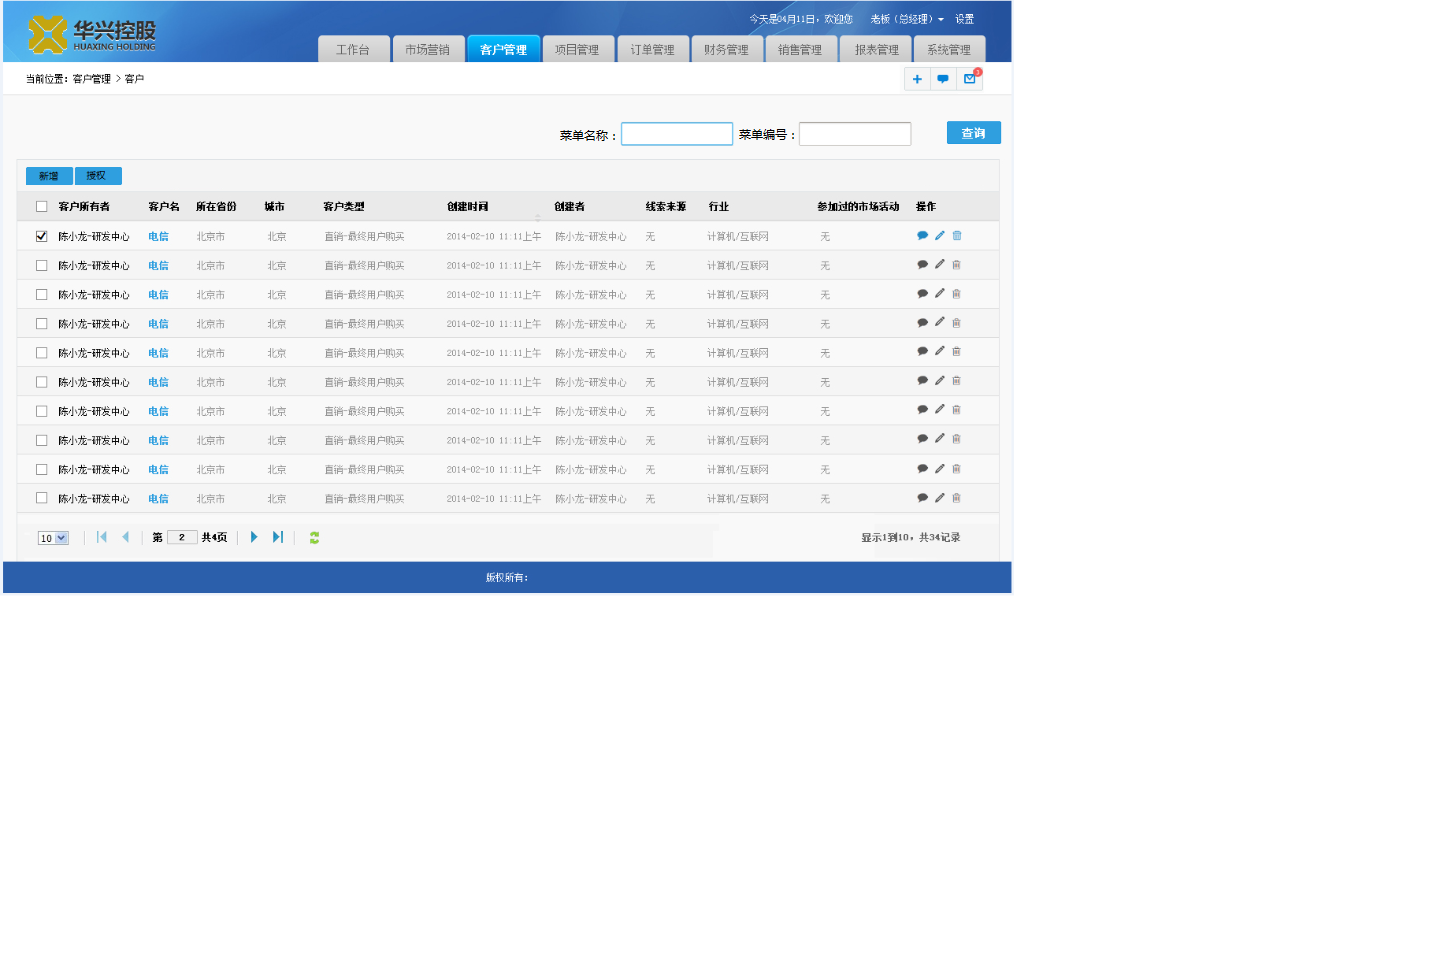 华兴控股
HUAXING HOLDING
今天是04月11日，欢迎您 老板（总经理） 设置
工作台 市场营销 客户管理 项目管理 订单管理 财务管理 销售管理 报表管理 系统管理
当前位置：客户管理 > 客户
菜单名称： 菜单编号： 查询
新增 授权
客户所有者 客户名 所在省份 城市 客户类型 创建时间 创建者 线索来源 行业 参加过的市场活动 操作
陈小龙-研发中心 电信 北京市 北京 直销-最终用户购买 2014-02-10 11:11上午 陈小龙-研发中心 无 计算机/互联网 无
陈小龙-研发中心 电信 北京市 北京 直销-最终用户购买 2014-02-10 11:11上午 陈小龙-研发中心 无 计算机/互联网 无
陈小龙-研发中心 电信 北京市 北京 直销-最终用户购买 2014-02-10 11:11上午 陈小龙-研发中心 无 计算机/互联网 无
陈小龙-研发中心 电信 北京市 北京 直销-最终用户购买 2014-02-10 11:11上午 陈小龙-研发中心 无 计算机/互联网 无
陈小龙-研发中心 电信 北京市 北京 直销-最终用户购买 2014-02-10 11:11上午 陈小龙-研发中心 无 计算机/互联网 无
陈小龙-研发中心 电信 北京市 北京 直销-最终用户购买 2014-02-10 11:11上午 陈小龙-研发中心 无 计算机/互联网 无
陈小龙-研发中心 电信 北京市 北京 直销-最终用户购买 2014-02-10 11:11上午 陈小龙-研发中心 无 计算机/互联网 无
陈小龙-研发中心 电信 北京市 北京 直销-最终用户购买 2014-02-10 11:11上午 陈小龙-研发中心 无 计算机/互联网 无
陈小龙-研发中心 电信 北京市 北京 直销-最终用户购买 2014-02-10 11:11上午 陈小龙-研发中心 无 计算机/互联网 无
陈小龙-研发中心 电信 北京市 北京 直销-最终用户购买 2014-02-10 11:11上午 陈小龙-研发中心 无 计算机/互联网 无
10 第 2 共4页 显示1到10，共34记录
版权所有：